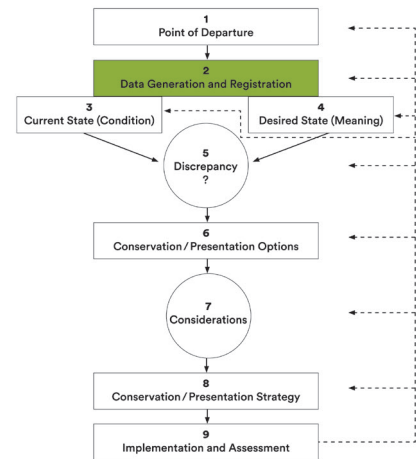 1
Point of Departure
2
Data Generation and Registration
3
Current State (Condition)
4
Desired State (Meaning)
5
Discrepancy
?
6
Conservation / Presentation Options
7
Considerations
8
Conservation / Presentation Strategy
9
Implementation and Assessment